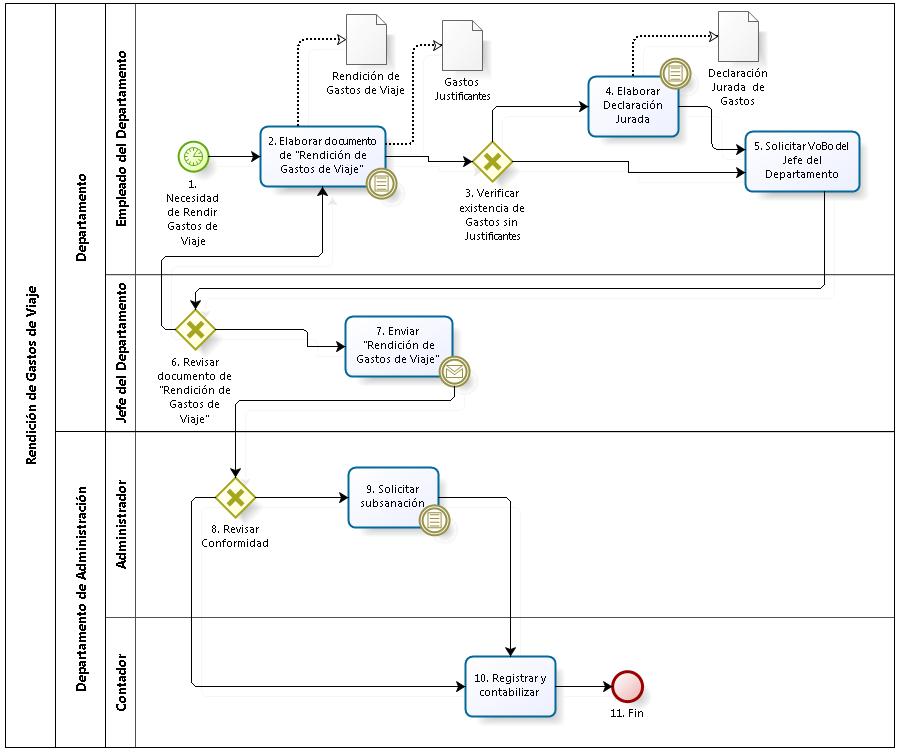 Rendición de Gastos de Viaje
Departamento
Empleado del Departamento
Rendición de
Gastos de Viaje
Gastos
Justificantes
Declaración
Jurada de
Gastos
1.
Necesidad
de Rendir
Gastos de
Viaje
2. Elaborar documento
de "Rendición de
Gastos de Viaje"
3. Verificar
existencia de
Gastos sin
Justificantes
4. Elaborar
Declaración
Jurada
5. Solicitar VoBo del
Jefe del
Departamento
Jefe del Departamento
6. Revisar
documento de
"Rendición de
Gastos de
Viaje"
7. Enviar
"Rendición de
Gastos de Viaje"
Departamento de Administración
Administrador
8. Revisar
Conformidad
9. Solicitar
subsanación
Contador
10. Registrar y
contabilizar
11. Fin